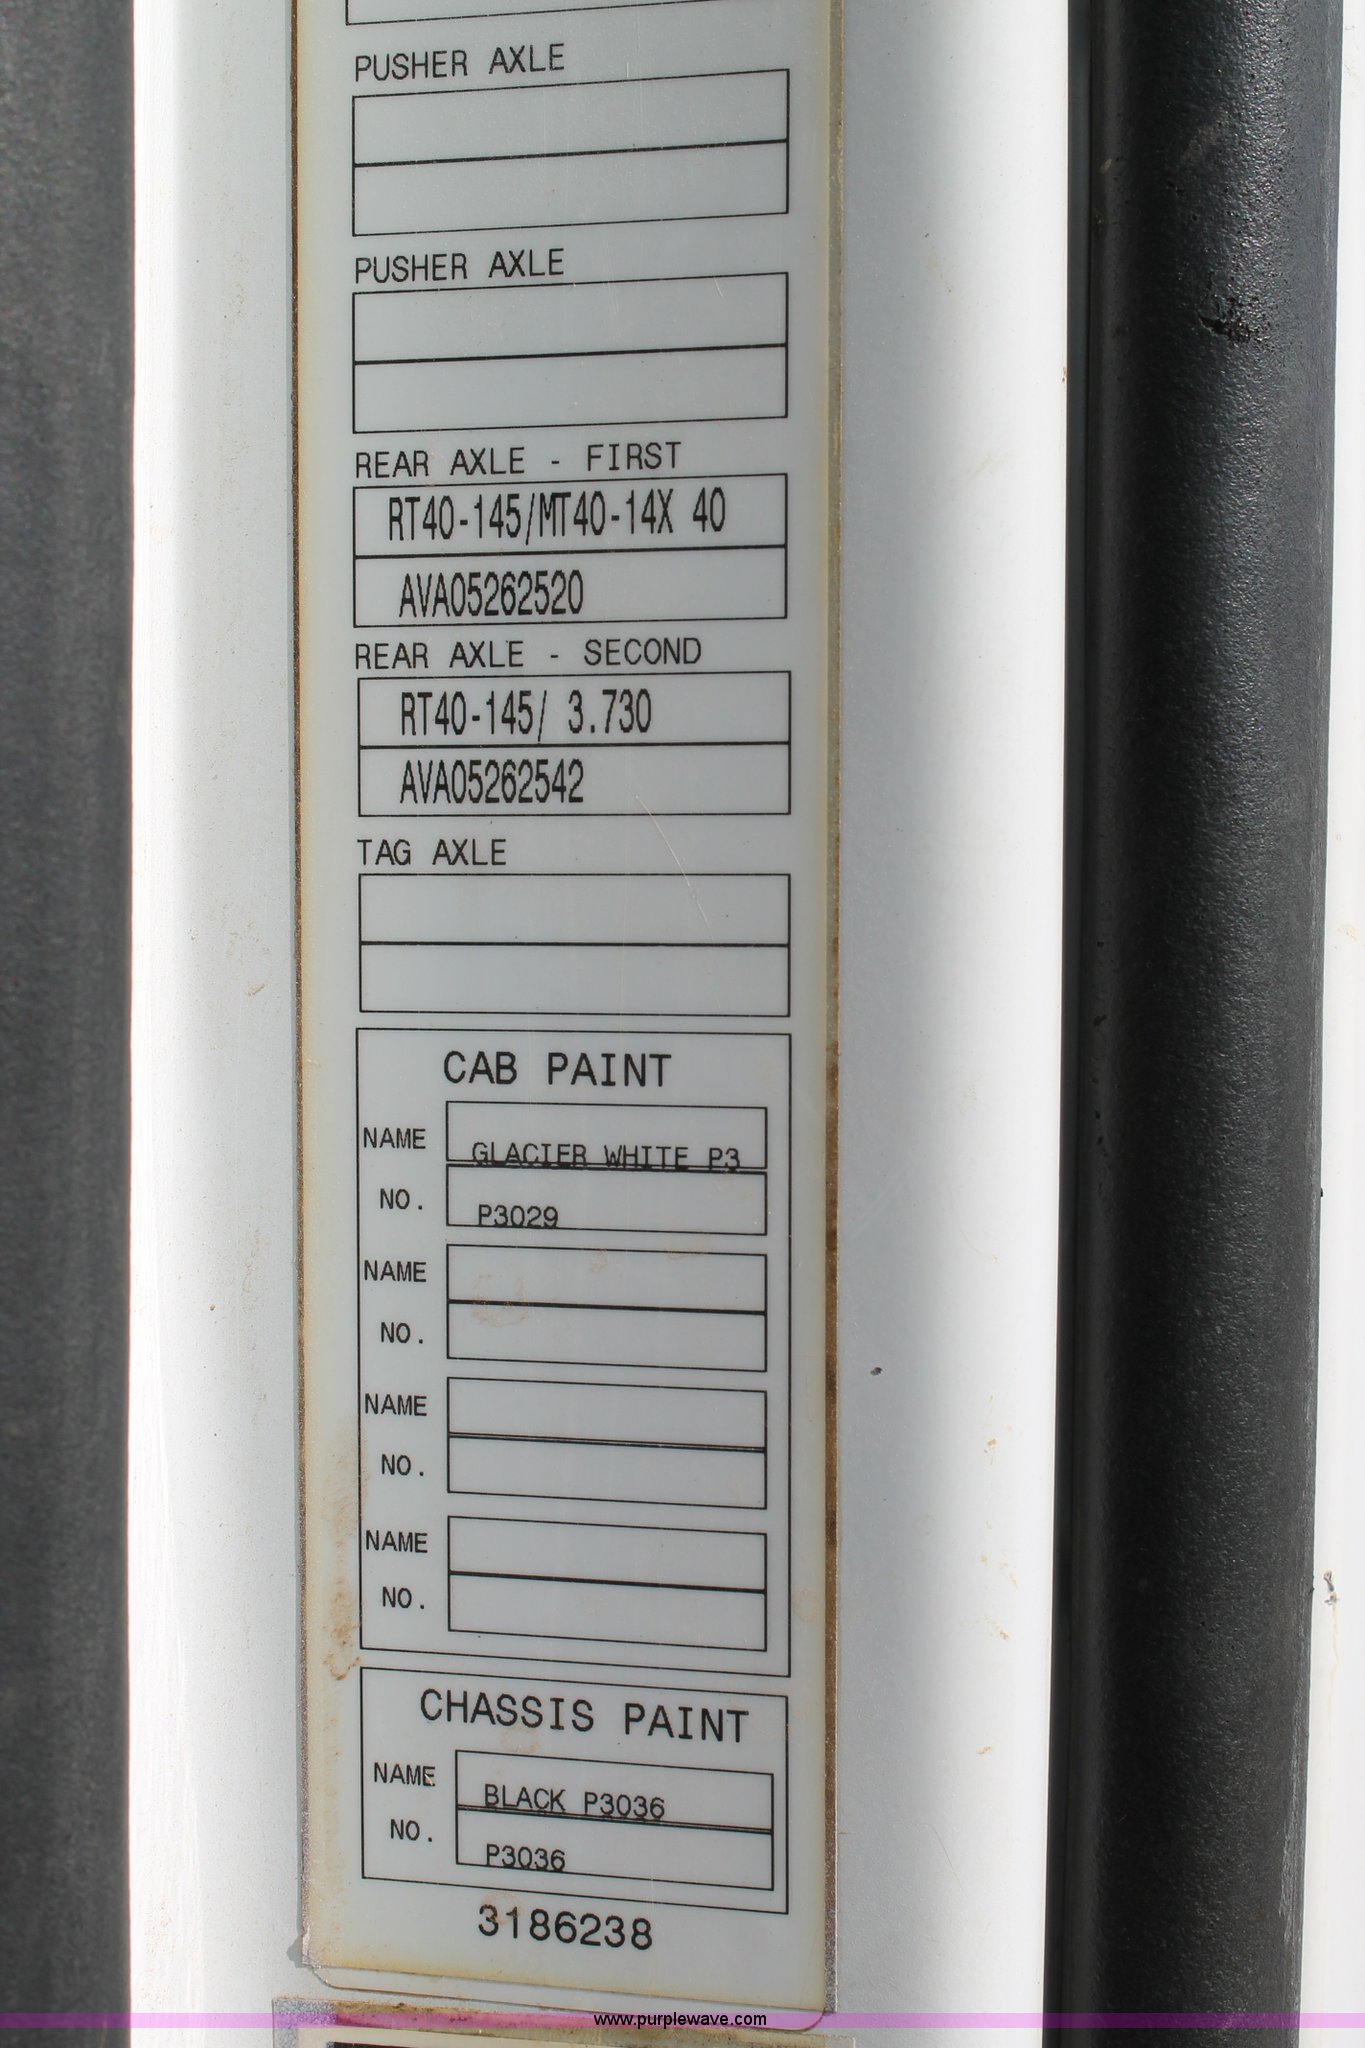 PUSHER AXLE
PUSHER AXLE
REAR AXLE - FIRST
RT40-145/MT40-14X 40
AVA05262520
REAR AXLE - SECOND
RT40-145/ 3.730
AVA05262542
TAG AXLE
CAB PAINT
NAME GLACIER WHITE P3
NO. P3029
NAME
NO.
NAME
NO.
NAME
NO.
CHASSIS PAINT
NAME BLACK P3036
NO. P3036
3186238
www.purplewave.com